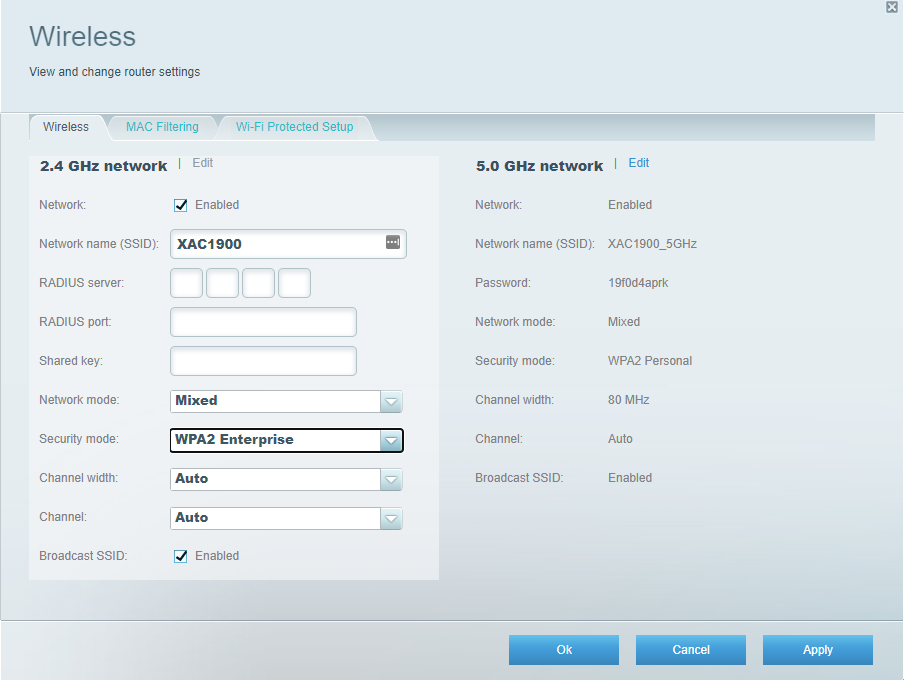 Wireless
View and change router settings
Wireless
MAC Filtering
Wi-Fi Protected Setup
2.4 GHz network | Edit
Network: Enabled
Network name (SSID): XAC1900
RADIUS server:
RADIUS port:
Shared key:
Network mode: Mixed
Security mode: WPA2 Enterprise
Channel width: Auto
Channel: Auto
Broadcast SSID: Enabled
5.0 GHz network | Edit
Network: Enabled
Network name (SSID): XAC1900_5GHz
Password: 19f0d4aprk
Network mode: Mixed
Security mode: WPA2 Personal
Channel width: 80 MHz
Channel: Auto
Broadcast SSID: Enabled
Ok
Cancel
Apply